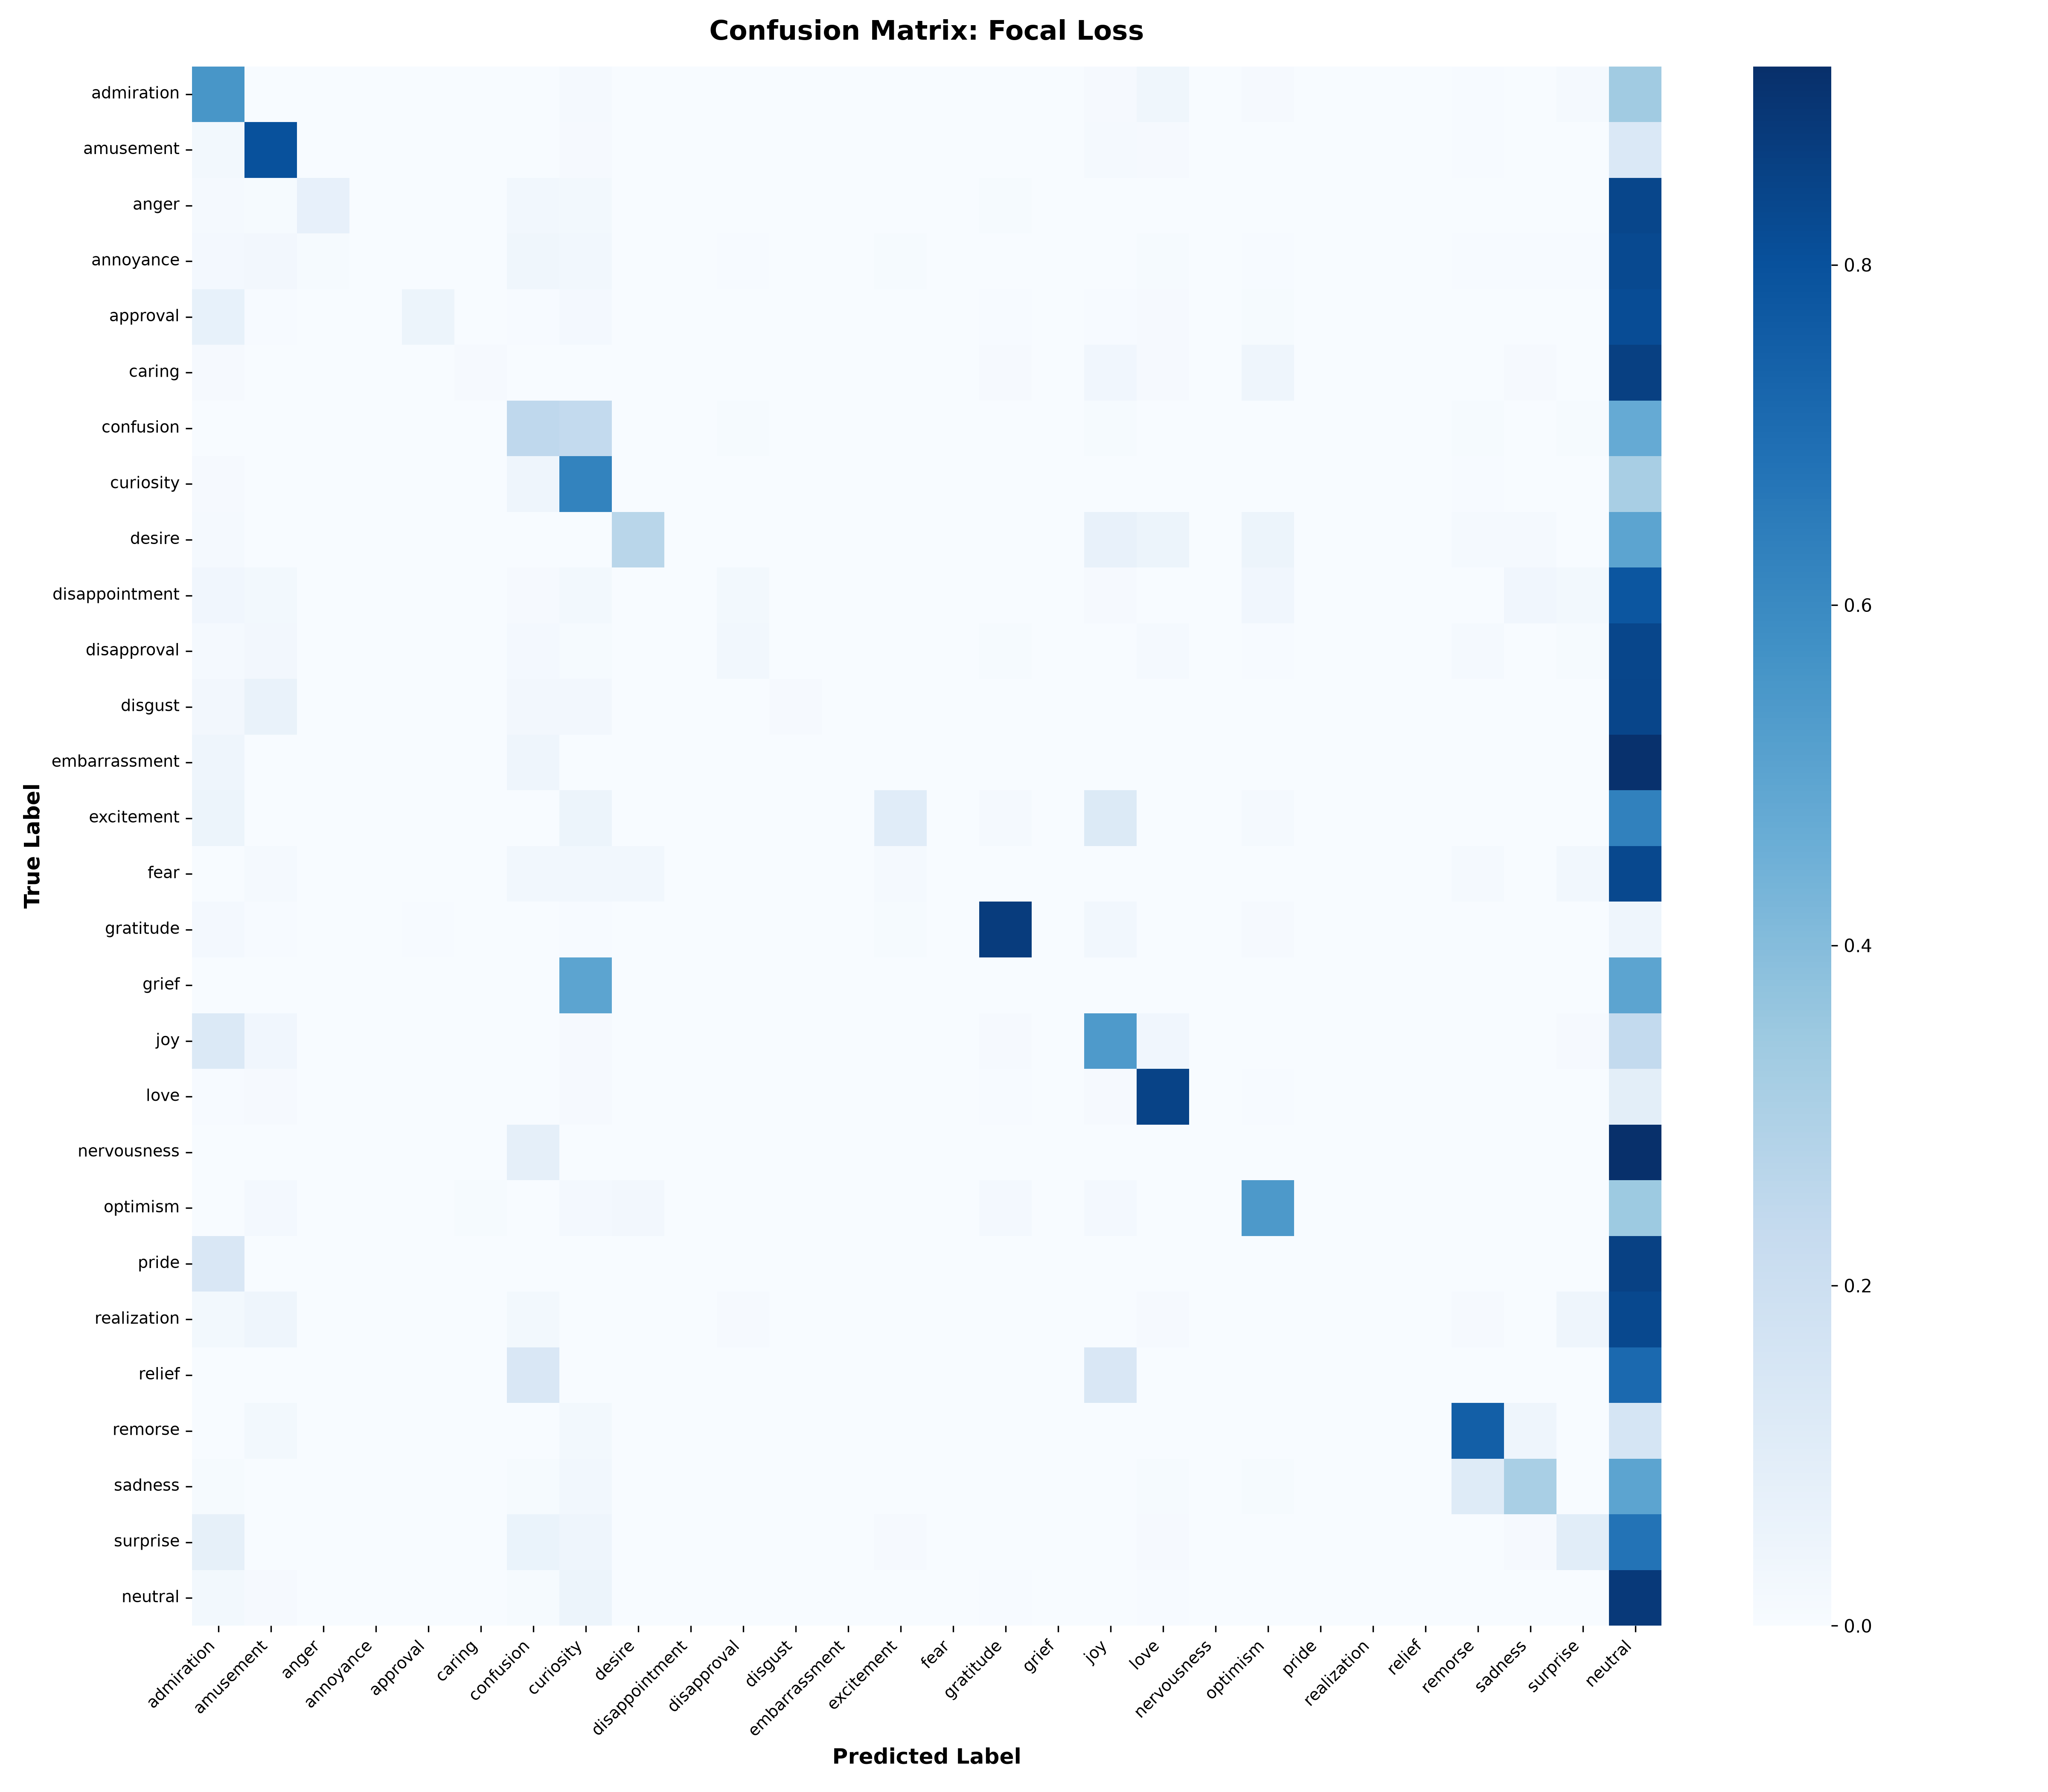 Confusion Matrix: Focal Loss
True Label
admiration
amusement
anger
annoyance
approval
caring
confusion
curiosity
desire
disappointment
disapproval
disgust
embarrassment
excitement
fear
gratitude
grief
joy
love
nervousness
optimism
pride
realization
relief
remorse
sadness
surprise
neutral
admiration
amusement
anger
annoyance
approval
caring
confusion
curiosity
desire
disappointment
disapproval
disgust
embarrassment
excitement
fear
gratitude
grief
joy
love
nervousness
optimism
pride
realization
relief
remorse
sadness
surprise
neutral
Predicted Label
0.8
0.6
0.4
0.2
0.0